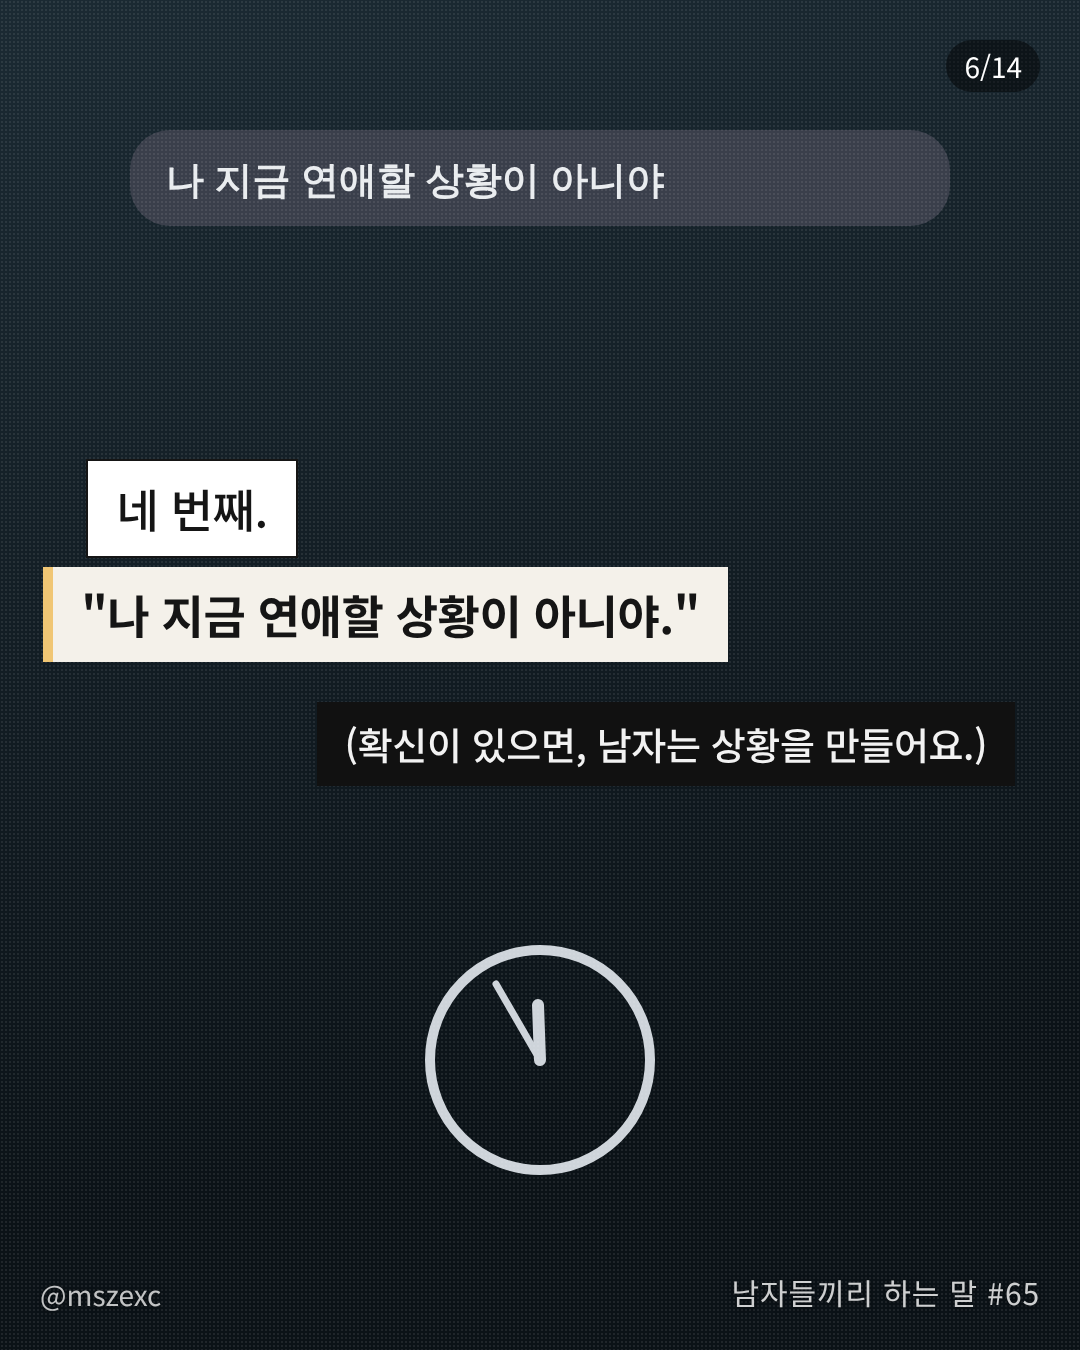 6/14
나 지금 연애할 상황이 아니야
네 번째.
"나 지금 연애할 상황이 아니야."
(확신이 있으면, 남자는 상황을 만들어요.)
@mszexc
남자들끼리 하는 말 #65